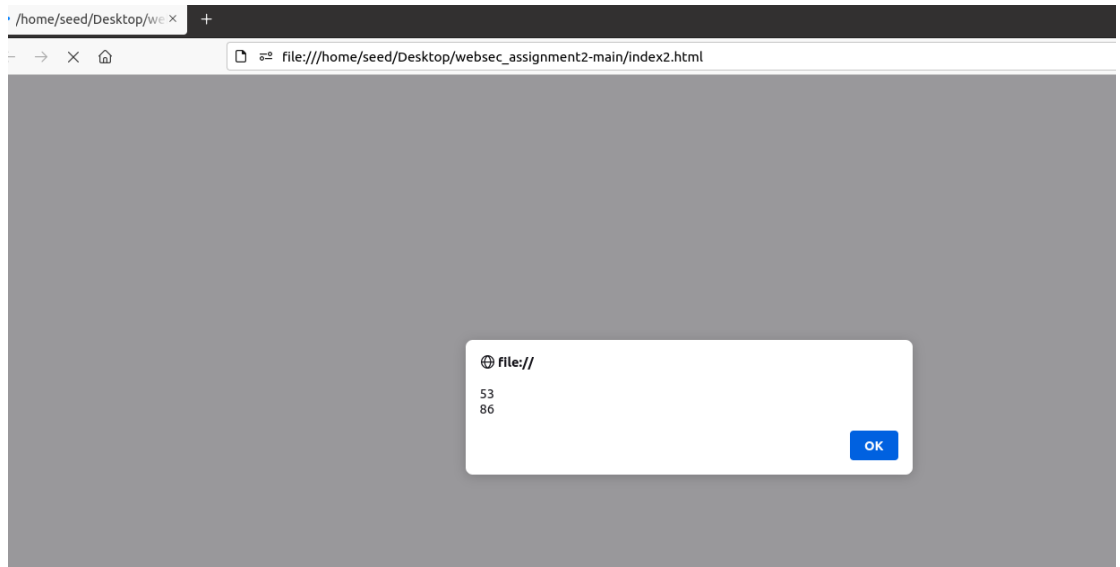 /home/seed/Desktop/we
file:///home/seed/Desktop/websec_assignment2-main/index2.html
file://
53
86
OK